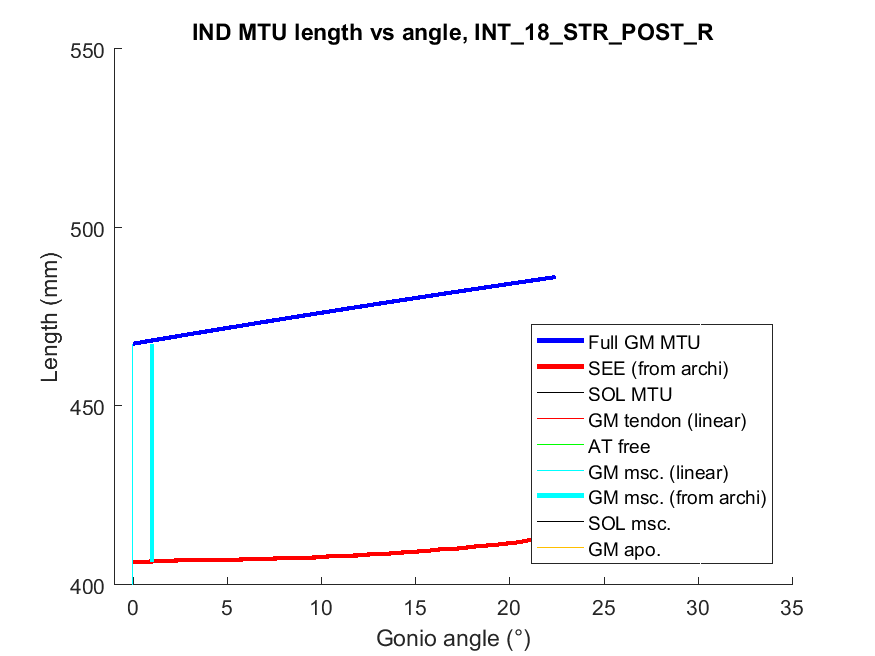 IND MTU length vs angle, INT_18_STR_POST_R
550
500
450
400
Length (mm)
0 5 10 15 20 25 30 35
Gonio angle (°)
Full GM MTU
SEE (from archi)
SOL MTU
GM tendon (linear)
AT free
GM msc. (linear)
GM msc. (from archi)
SOL msc.
GM apo.